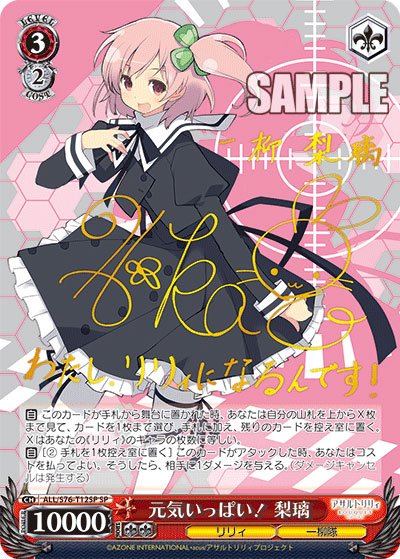 LEVEL
3
2
COST
SAMPLE
一柳 梨璃
わたし、リリィになるんです!
自 このカードが手札から舞台に置かれた時、あなたは自分の山札を上からX枚
まで見て、カードを1枚まで選び、手札に加え、残りのカードを控え室に置く。
Xはあなたの《リリィ》のキャラの枚数に等しい。
自 [② 手札を1枚控え室に置く] このカードがアタックした時、あなたはコス
トを払ってよい。そうしたら、相手に1ダメージを与える。(ダメージキャンセル
は発生する)
CH ALL/S76-T12SP SP
元気いっぱい! 梨璃
アサルトリリィ
BOUQUET
10000
リリィ
一柳隊
©AZONE INTERNATIONAL・acus/アサルトリリィプロジェクト